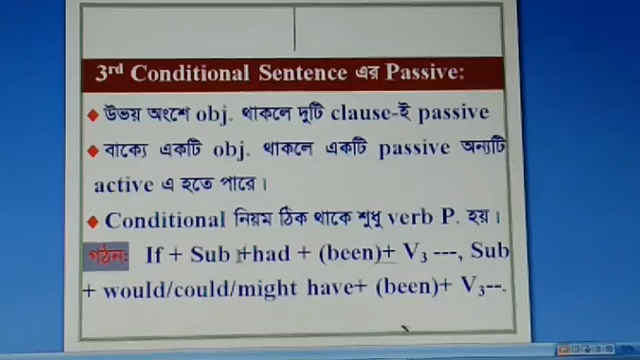 3rd Conditional Sentence এর Passive:
♦ উভয় অংশে obj. থাকলে দুটি clause-ই passive
♦ বাক্যে একটি obj. থাকলে একটি passive অন্যটি
active এ হতে পারে।
♦ Conditional নিয়ম ঠিক থাকে শুধু verb P. হয়।
গঠন: If + Sub +had + (been)+ V3 ---, Sub
+ would/could/might have+ (been)+ V3--.